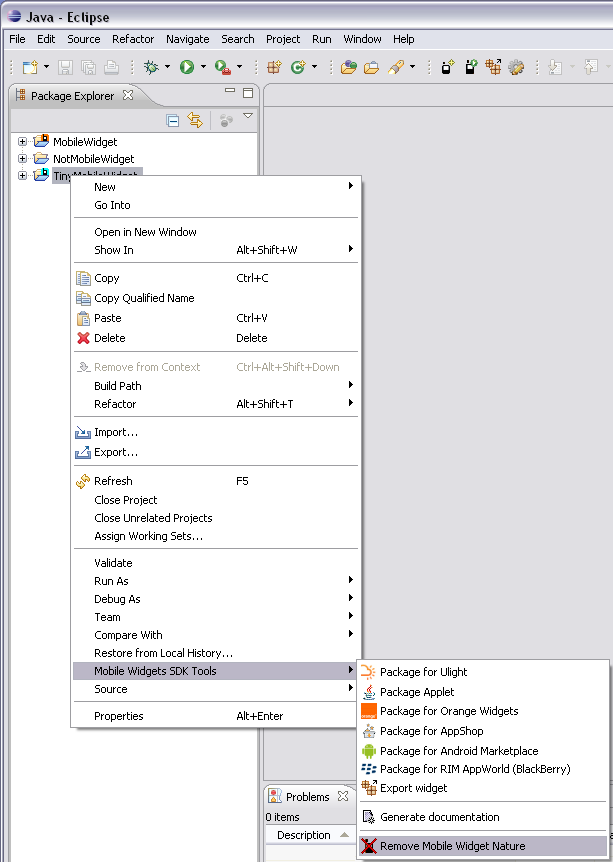 Java - Eclipse
File Edit Source Refactor Navigate Search Project Run Window Help
Package Explorer
MobileWidget
NotMobileWidget
TinyMobileWidget
New
Go Into
Open in New Window
Show In Alt+Shift+W
Copy Ctrl+C
Copy Qualified Name
Paste Ctrl+V
Delete Delete
Remove from Context Ctrl+Alt+Shift+Down
Build Path
Refactor Alt+Shift+T
Import...
Export...
Refresh F5
Close Project
Close Unrelated Projects
Assign Working Sets...
Validate
Run As
Debug As
Team
Compare With
Restore from Local History...
Mobile Widgets SDK Tools
Source
Properties Alt+Enter
Package for Ulight
Package Applet
Package for Orange Widgets
Package for AppShop
Package for Android Marketplace
Package for RIM AppWorld (BlackBerry)
Export widget
Generate documentation
Remove Mobile Widget Nature
Problems
0 items
Description